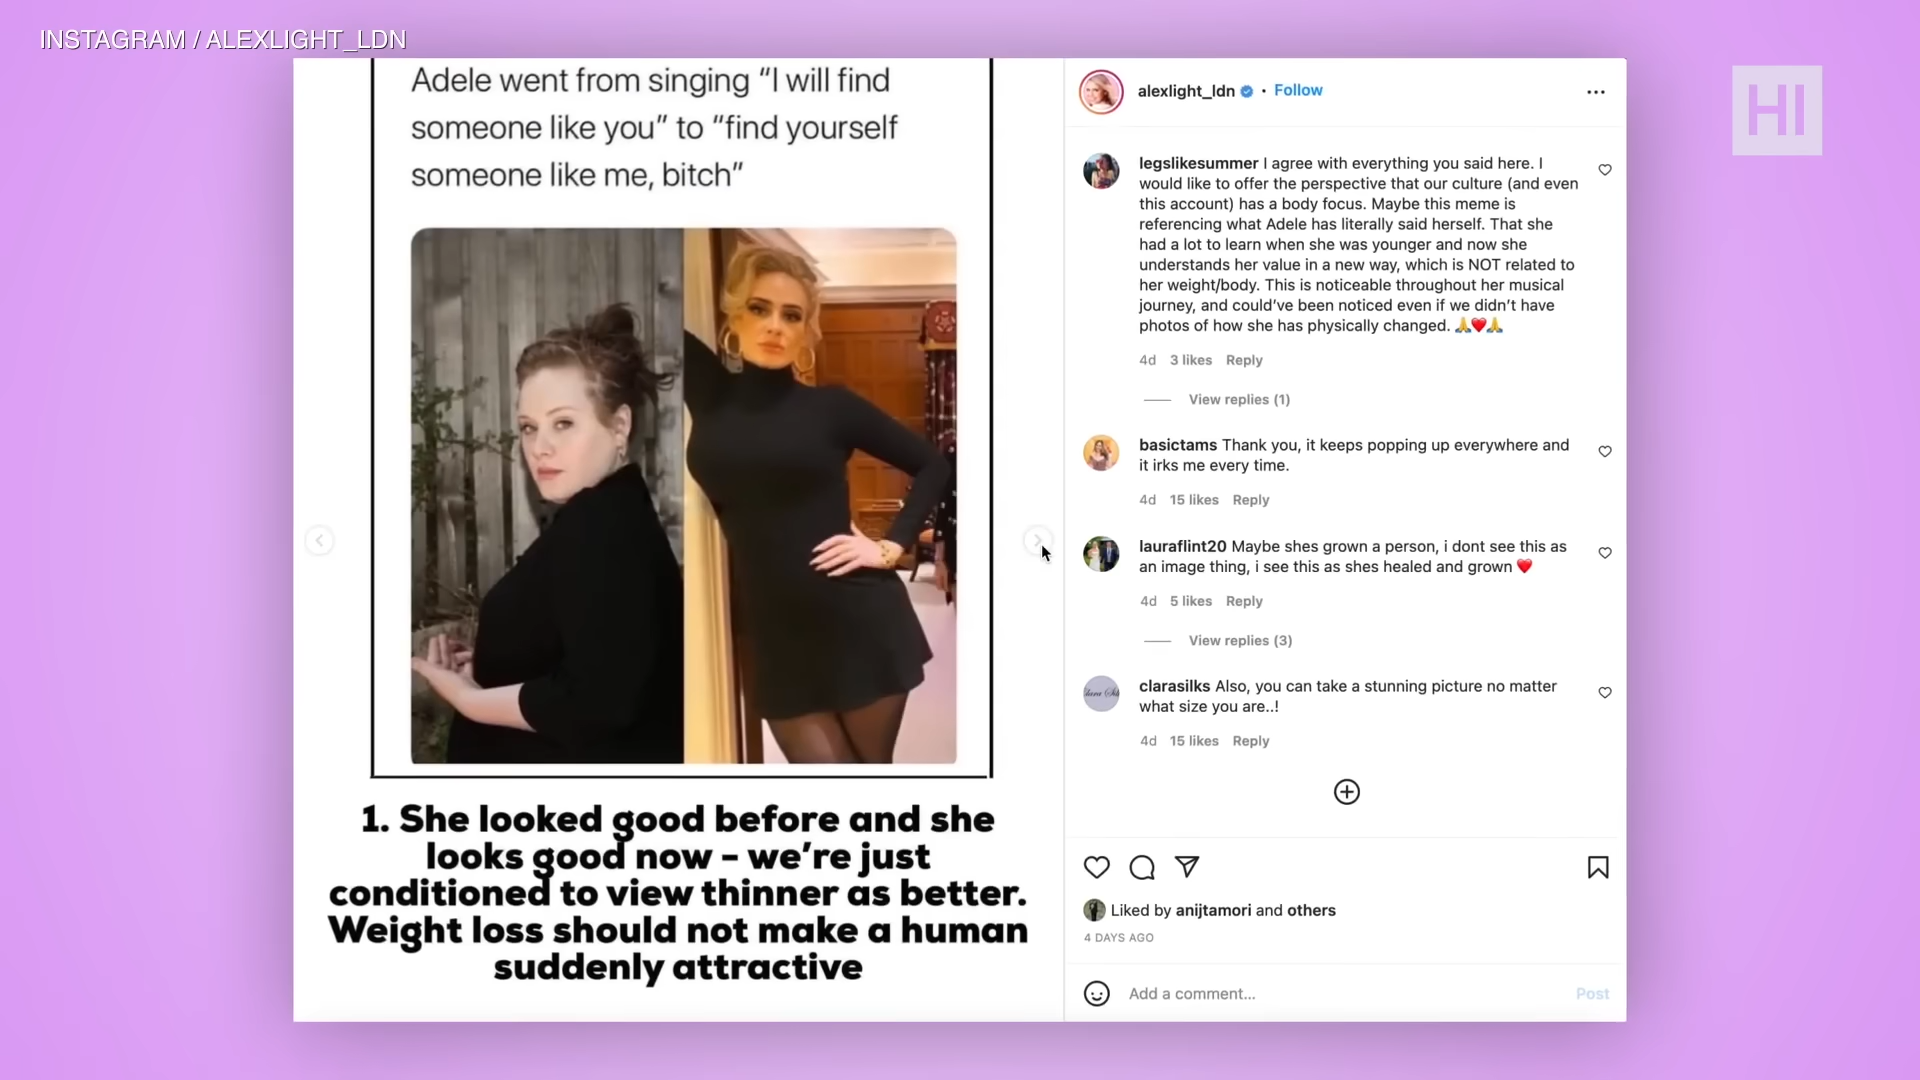 INSTAGRAM / ALEXLIGHT_LDN
HI
Adele went from singing “I will find
someone like you” to “find yourself
someone like me, bitch”
1. She looked good before and she
looks good now – we’re just
conditioned to view thinner as better.
Weight loss should not make a human
suddenly attractive
alexlight_ldn • Follow
legslikesummer I agree with everything you said here. I
would like to offer the perspective that our culture (and even
this account) has a body focus. Maybe this meme is
referencing what Adele has literally said herself. That she
had a lot to learn when she was younger and now she
understands her value in a new way, which is NOT related to
her weight/body. This is noticeable throughout her musical
journey, and could’ve been noticed even if we didn’t have
photos of how she has physically changed. 🙏❤️🙏
4d 3 likes Reply
View replies (1)
basictams Thank you, it keeps popping up everywhere and
it irks me every time.
4d 15 likes Reply
lauraflint20 Maybe shes grown a person, i dont see this as
an image thing, i see this as shes healed and grown ❤️
4d 5 likes Reply
View replies (3)
clarasilks Also, you can take a stunning picture no matter
what size you are..!
4d 15 likes Reply
Liked by anijtamori and others
4 DAYS AGO
Add a comment... Post